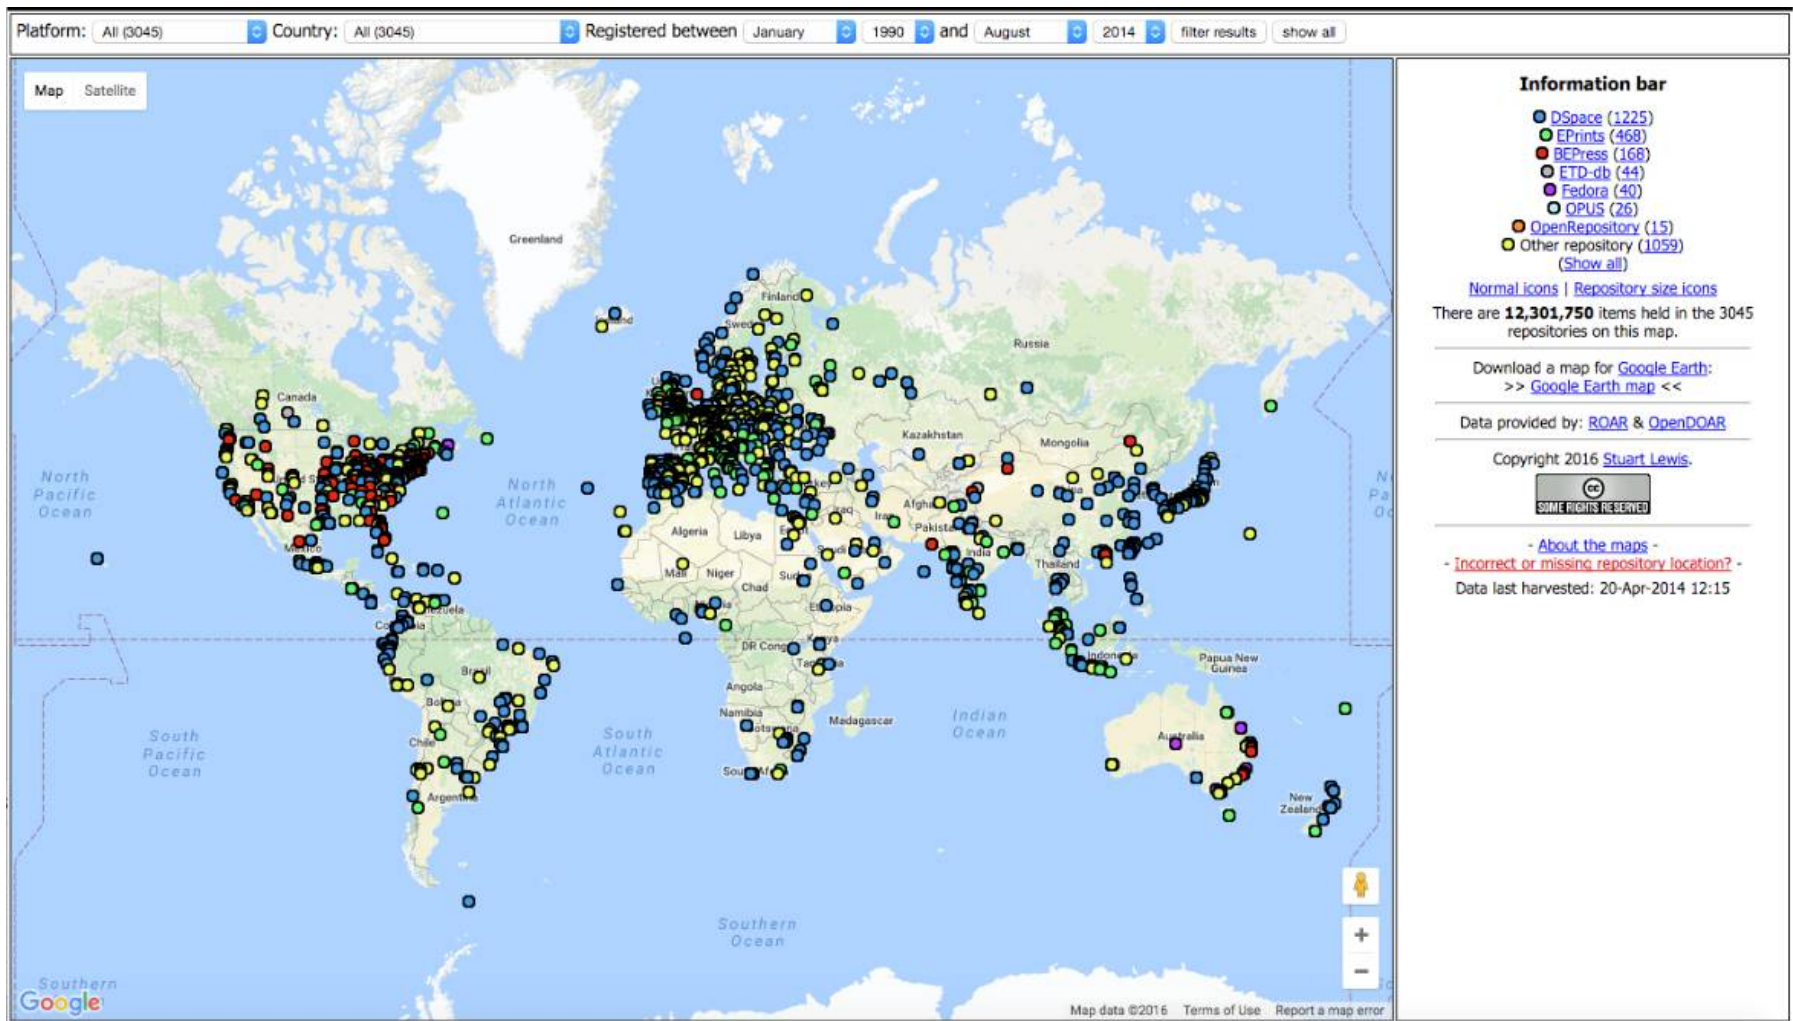 Platform: All (3045) Country: All (3045) Registered between January 1990 and August 2014 filter results show all
Map Satellite
Information bar
DSpace (1225)
EPrints (468)
BEPress (168)
ETD-db (44)
Fedora (40)
OPUS (26)
OpenRepository (15)
Other repository (1059)
(Show all)
Normal icons | Repository size icons
There are 12,301,750 items held in the 3045
repositories on this map.
Download a map for Google Earth:
>> Google Earth map <<
Data provided by: ROAR & OpenDOAR
Copyright 2016 Stuart Lewis.
cc
SOME RIGHTS RESERVED
- About the maps -
- Incorrect or missing repository location? -
Data last harvested: 20-Apr-2014 12:15
Greenland
Finland
Russia
Canada
Kazakhstan
Mongolia
North
Pacific
Ocean
North
Atlantic
Ocean
Algeria
Libya
Mexico
Mali
Niger
Chad
India
Thailand
DR Cong
Papua New
Guinea
Brazil
Angola
Namibia
Madagascar
Indian
Ocean
South
Pacific
Ocean
South
Atlantic
Ocean
Chile
Australia
Argentina
New
Zealand
Southern
Ocean
Southern
Google
Map data ©2016 Terms of Use Report a map error